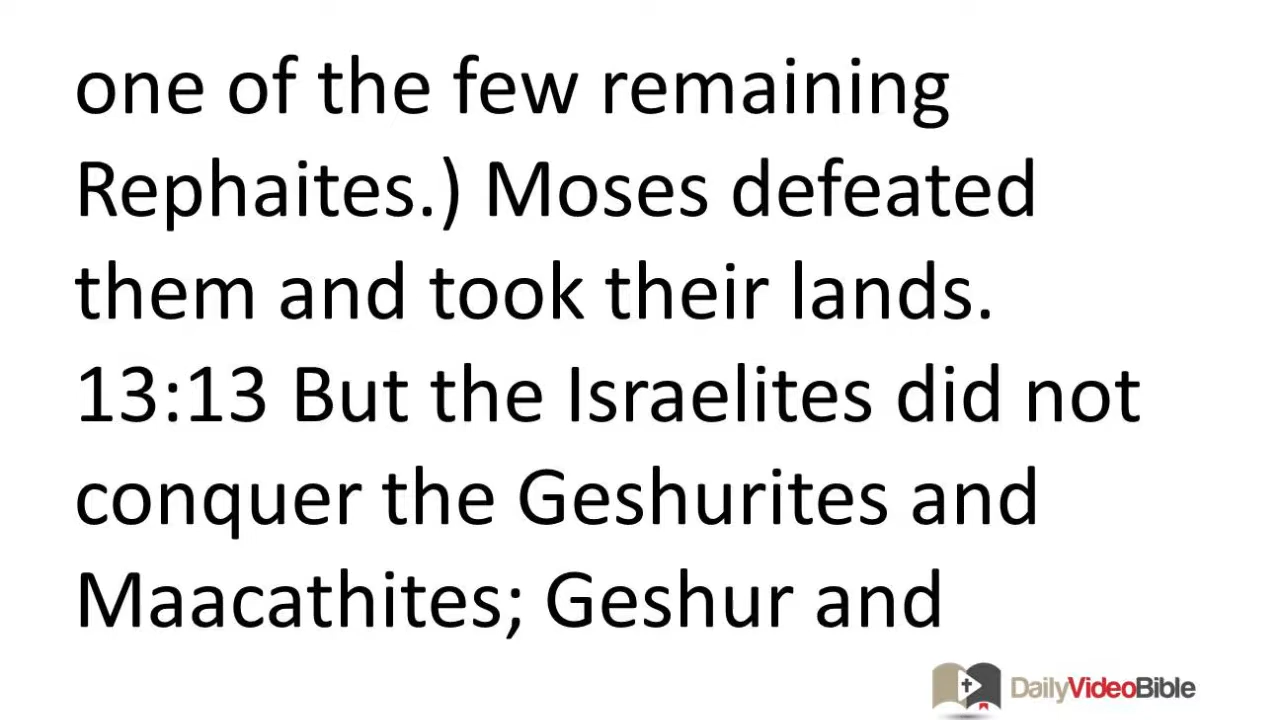 one of the few remaining
Rephaites.) Moses defeated
them and took their lands.
13:13 But the Israelites did not
conquer the Geshurites and
Maacathites; Geshur and
DailyVideoBible